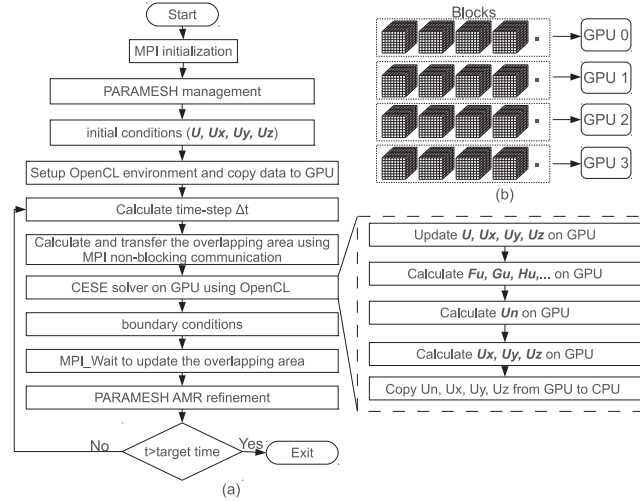 Start
MPI initialization
PARAMESH management
initial conditions (U, Ux, Uy, Uz)
Setup OpenCL environment and copy data to GPU
Calculate time-step Δt
Calculate and transfer the overlapping area using
MPI non-blocking communication
CESE solver on GPU using OpenCL
boundary conditions
MPI_Wait to update the overlapping area
PARAMESH AMR refinement
No
t>target time
Yes
Exit
(a)
Blocks
GPU 0
GPU 1
GPU 2
GPU 3
(b)
Update U, Ux, Uy, Uz on GPU
Calculate Fu, Gu, Hu,... on GPU
Calculate Un on GPU
Calculate Ux, Uy, Uz on GPU
Copy Un, Ux, Uy, Uz from GPU to CPU